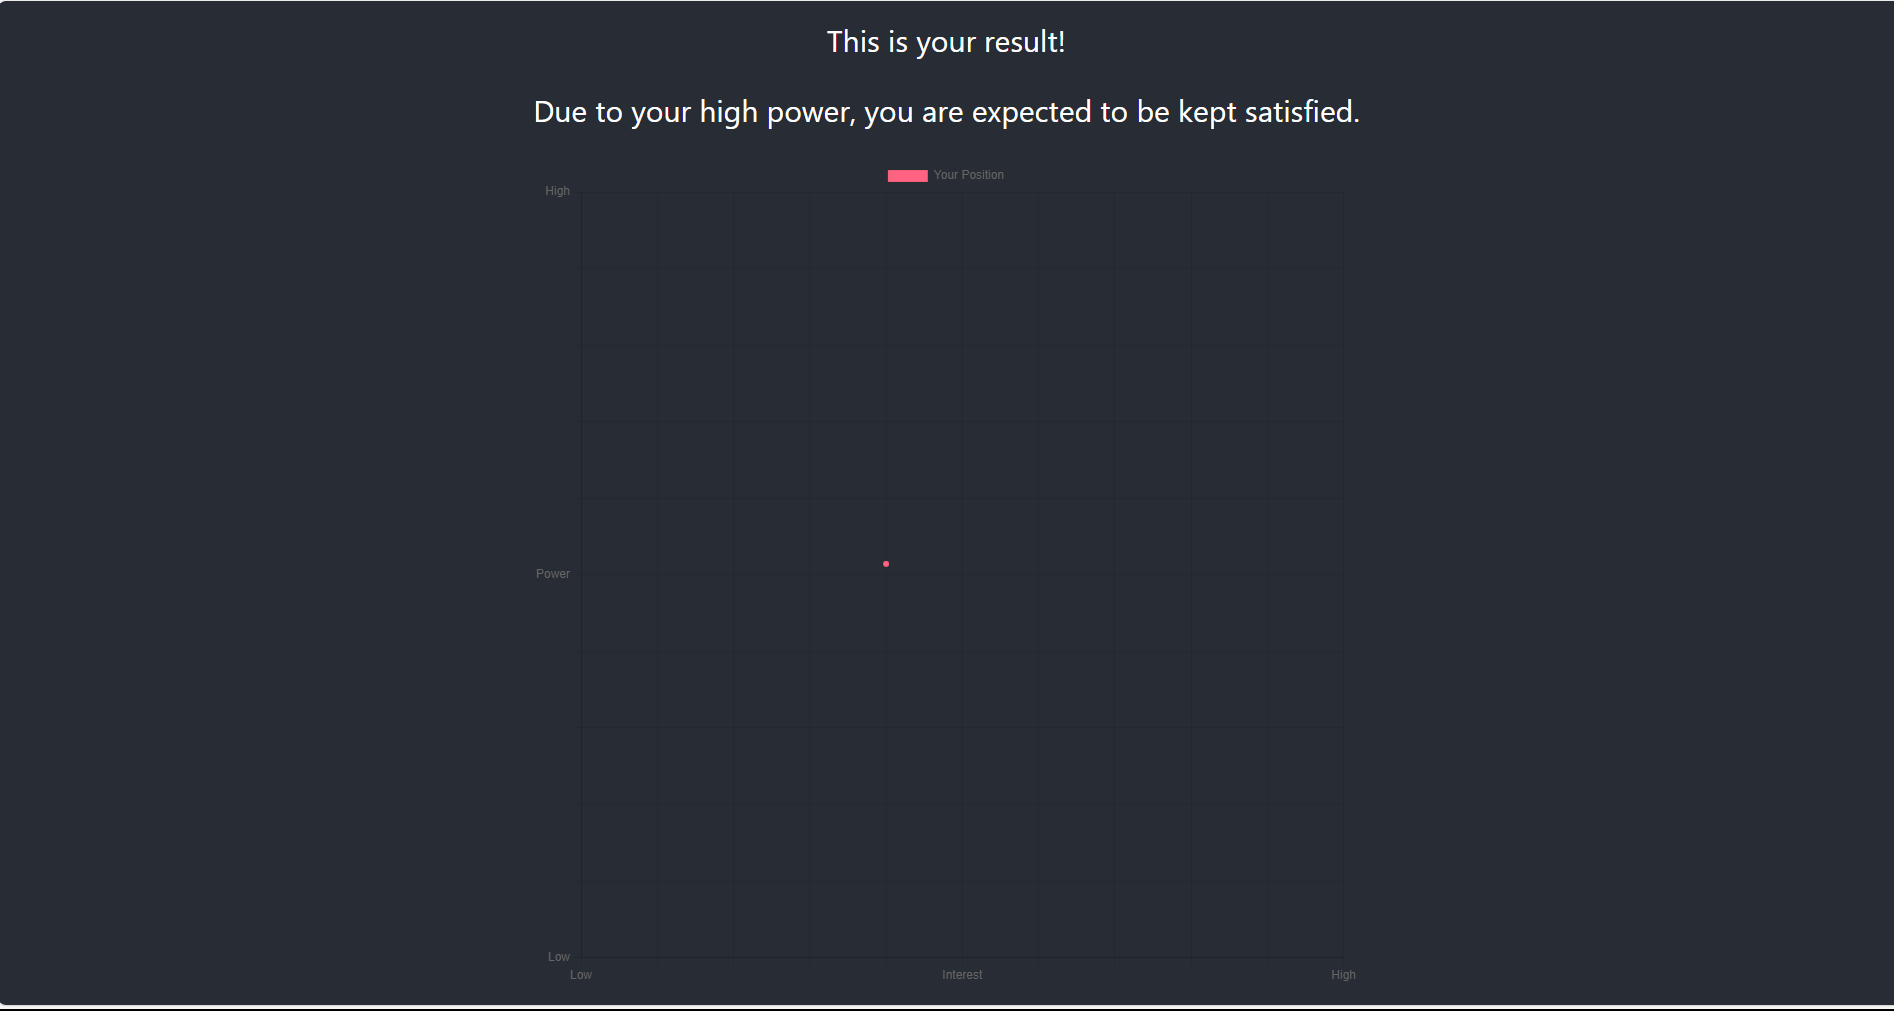 This is your result!
Due to your high power, you are expected to be kept satisfied.
Your Position
High
Power
Low
Low
Interest
High